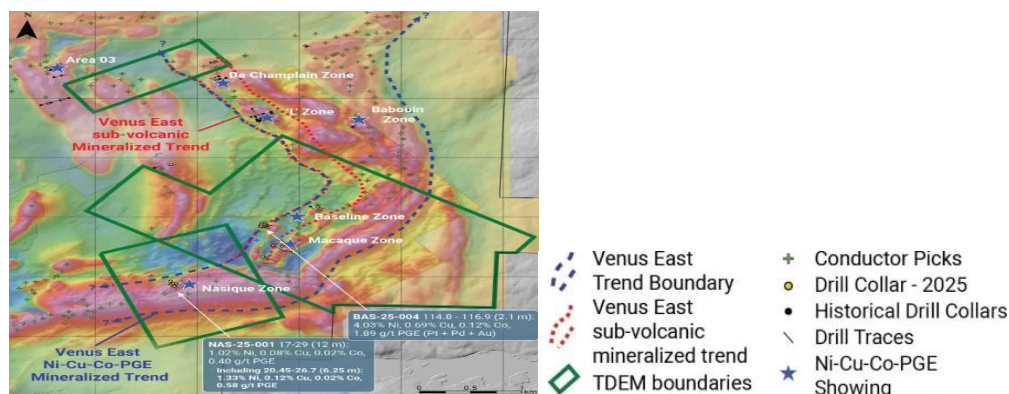 Area 03
De Champlain Zone
'L' Zone
Babouin
Zone
Venus East
sub-volcanic
Mineralized Trend
Baseline Zone
Macaque Zone
Nasique Zone
Venus East
Ni-Cu-Co-PGE
Mineralized Trend
BAS-25-004 114.8 - 116.9 (2.1 m):
4.03% Ni, 0.69% Cu, 0.12% Co,
1.89 g/t PGE (Pt + Pd + Au)
NAS-25-001 17-29 (12 m):
1.02% Ni, 0.08% Cu, 0.02% Co,
0.40 g/t PGE
Including 20.45-26.7 (6.25 m):
1.33% Ni, 0.12% Cu, 0.02% Co,
0.58 g/t PGE
?
?
?
?
0 0.5 1
km
Venus East
Trend Boundary
Venus East
sub-volcanic
mineralized trend
TDEM boundaries
Conductor Picks
Drill Collar - 2025
Historical Drill Collars
Drill Traces
Ni-Cu-Co-PGE
Showing